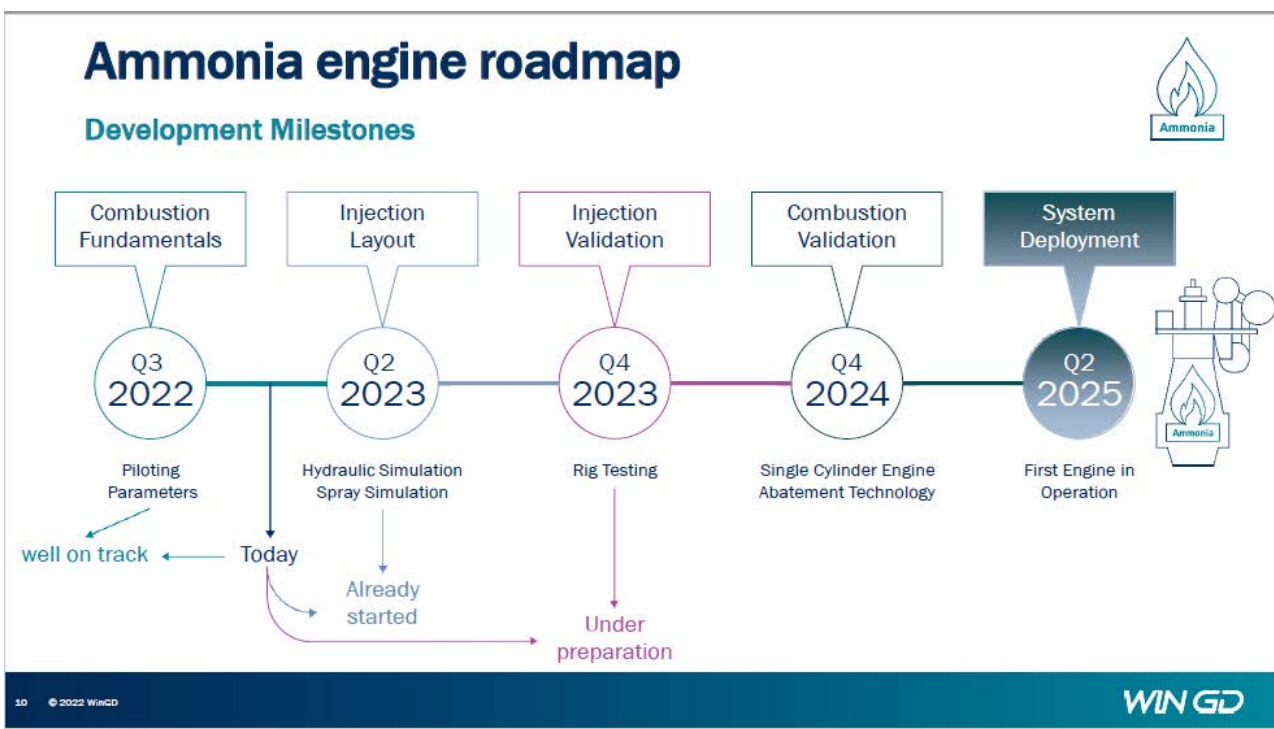 Ammonia engine roadmap
Development Milestones
Ammonia
Combustion
Fundamentals
Injection
Layout
Injection
Validation
Combustion
Validation
System
Deployment
Q3
2022
Q2
2023
Q4
2023
Q4
2024
Q2
2025
Ammonia
Piloting
Parameters
Hydraulic Simulation
Spray Simulation
Rig Testing
Single Cylinder Engine
Abatement Technology
First Engine in
Operation
well on track
Today
Already
started
Under
preparation
10 © 2022 WinGD
WIN GD